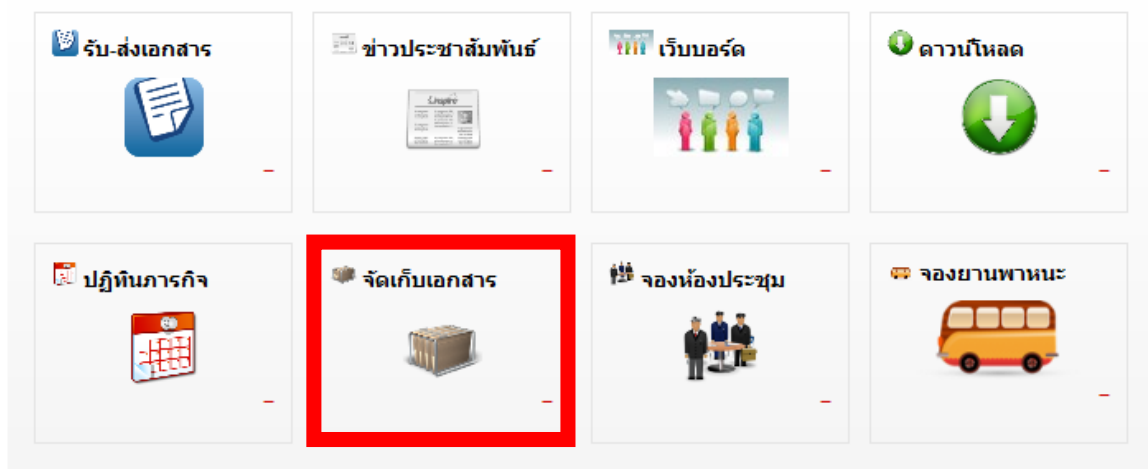 รับ-ส่งเอกสาร
ข่าวประชาสัมพันธ์
เว็บบอร์ด
ดาวน์โหลด
ปฏิทินภารกิจ
จัดเก็บเอกสาร
จองห้องประชุม
จองยานพาหนะ